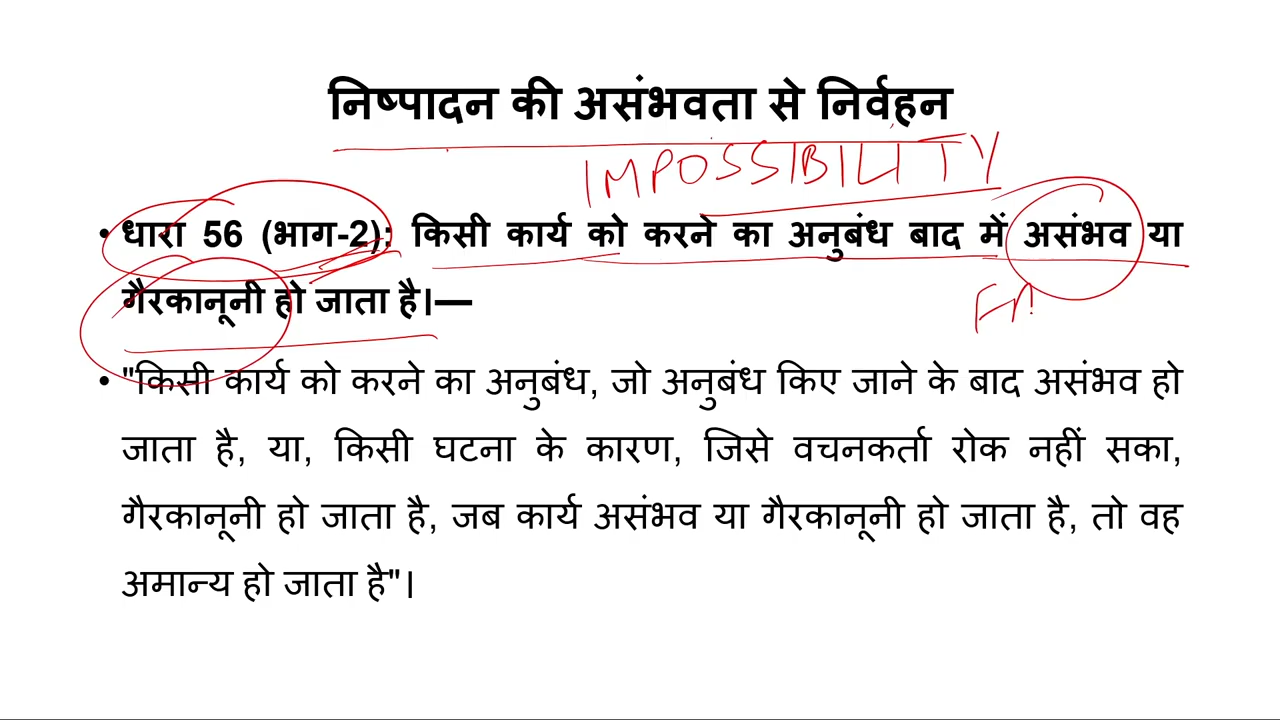 निष्पादन की असंभवता से निर्वहन
IMPOSSIBILITY
• धारा 56 (भाग-2): किसी कार्य को करने का अनुबंध बाद में असंभव या
गैरकानूनी हो जाता है।—
• "किसी कार्य को करने का अनुबंध, जो अनुबंध किए जाने के बाद असंभव हो
जाता है, या, किसी घटना के कारण, जिसे वचनकर्ता रोक नहीं सका,
गैरकानूनी हो जाता है, जब कार्य असंभव या गैरकानूनी हो जाता है, तो वह
अमान्य हो जाता है"।